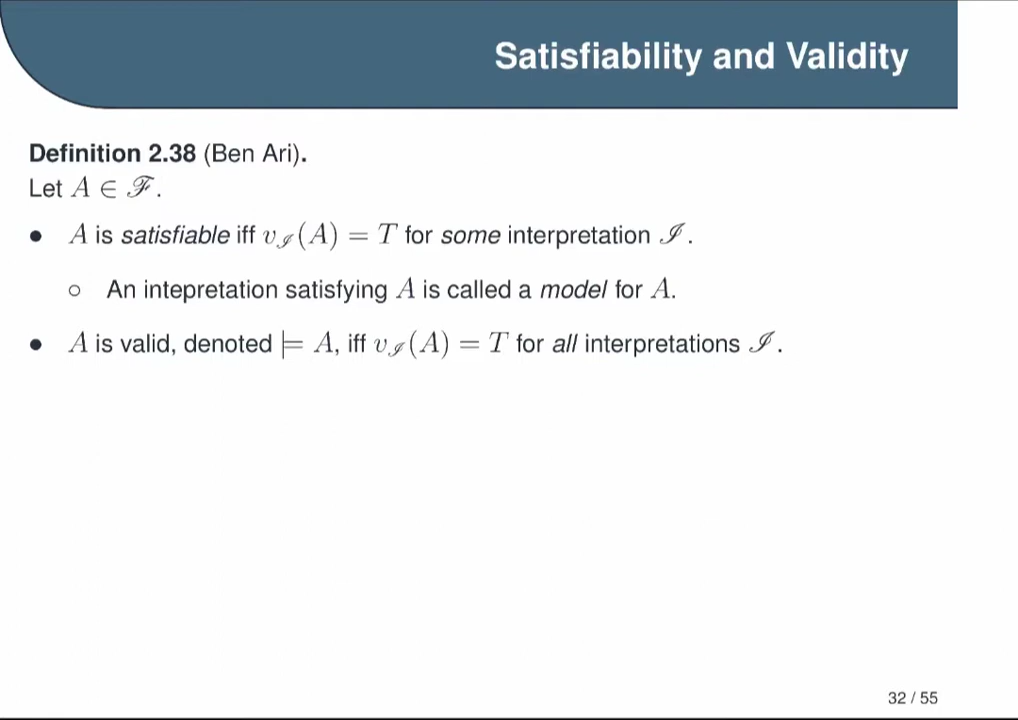 Satisfiability and Validity
Definition 2.38 (Ben Ari).
Let A ∈ ℱ.
• A is satisfiable iff v_ℐ(A) = T for some interpretation ℐ.
○ An intepretation satisfying A is called a model for A.
• A is valid, denoted ⊨ A, iff v_ℐ(A) = T for all interpretations ℐ.
32 / 55